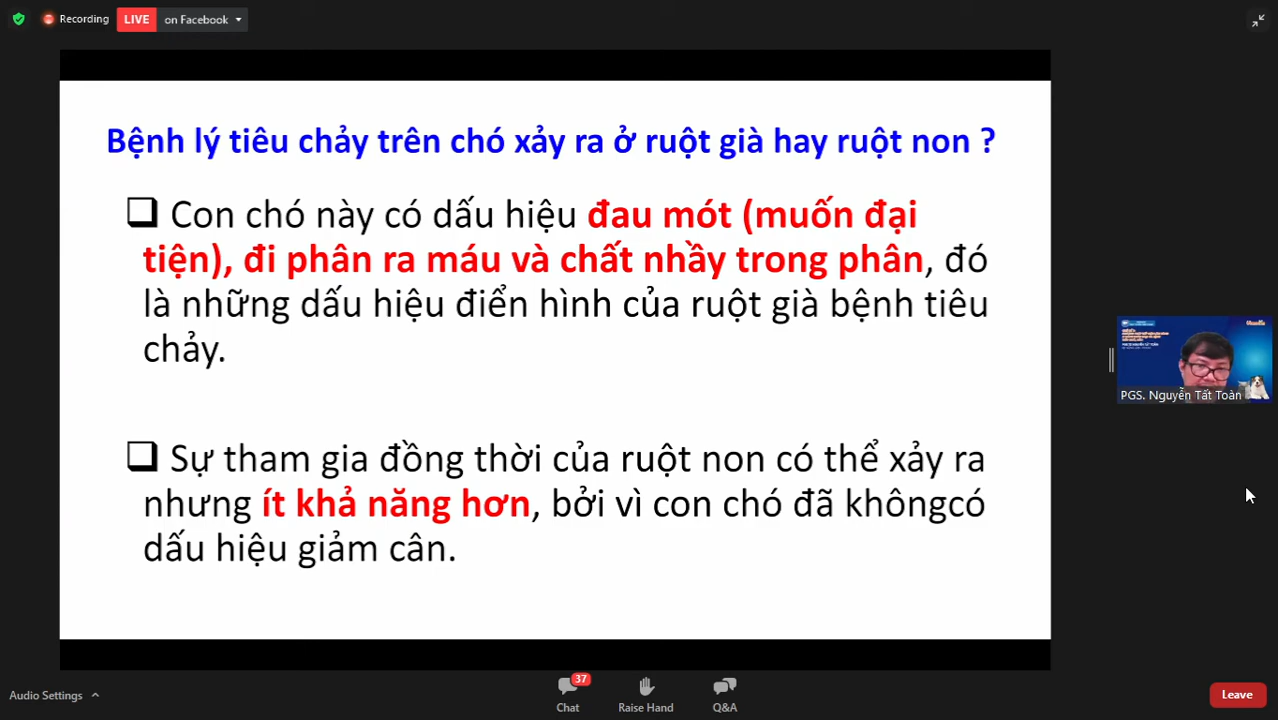 Recording
LIVE
on Facebook
Bệnh lý tiêu chảy trên chó xảy ra ở ruột già hay ruột non ?
Con chó này có dấu hiệu đau mót (muốn đại
tiện), đi phân ra máu và chất nhầy trong phân, đó
là những dấu hiệu điển hình của ruột già bệnh tiêu
chảy.
Sự tham gia đồng thời của ruột non có thể xảy ra
nhưng ít khả năng hơn, bởi vì con chó đã khôngcó
dấu hiệu giảm cân.
PGS. Nguyễn Tất Toàn
Audio Settings
37
Chat
Raise Hand
Q&A
Leave